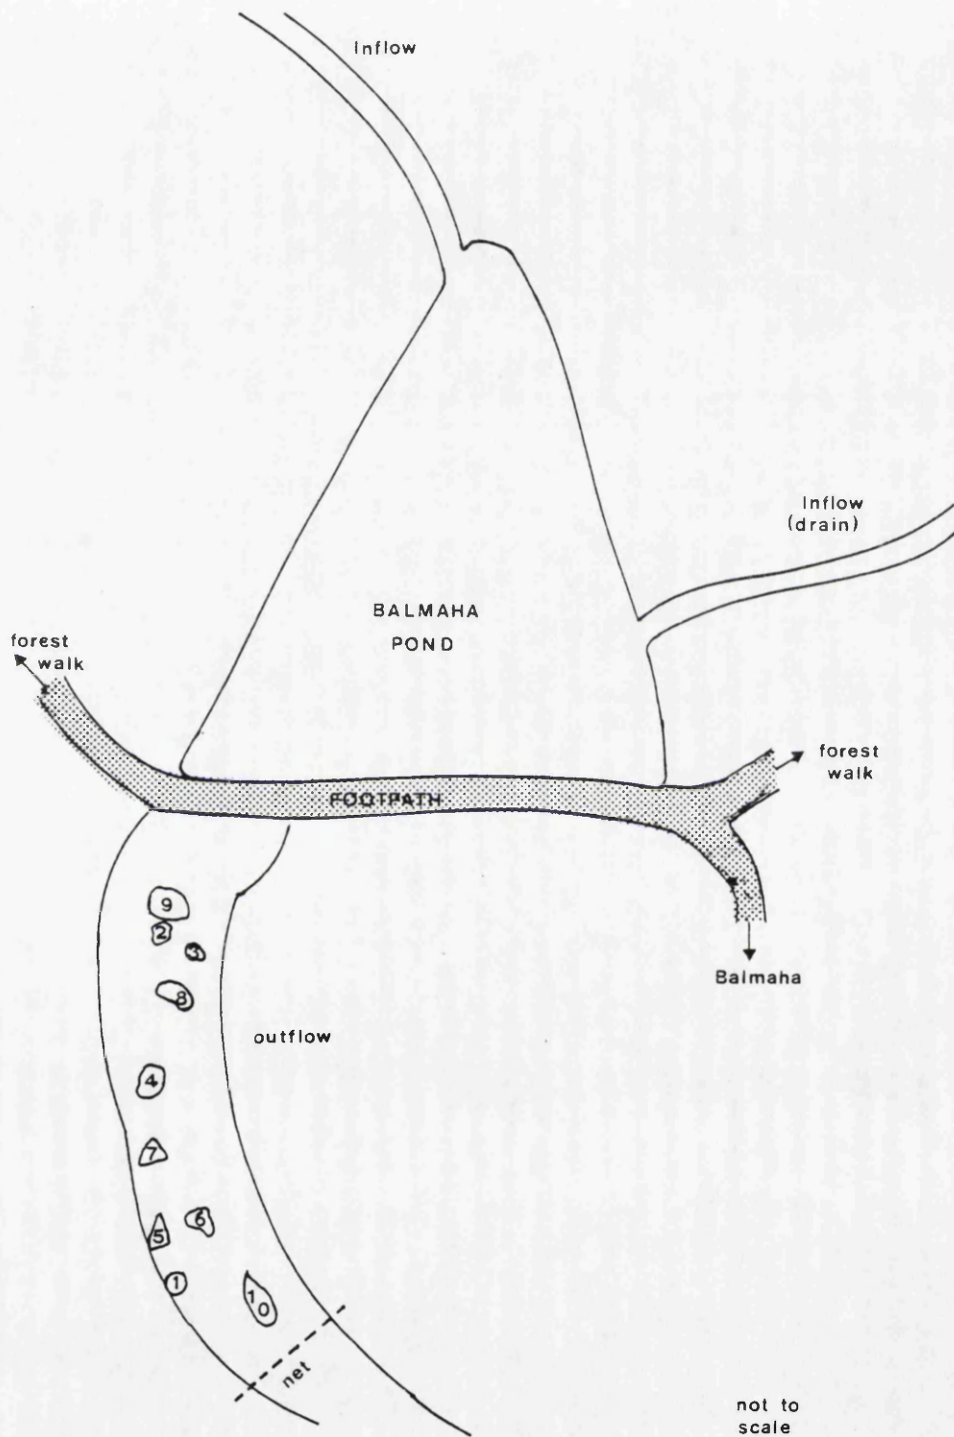 Inflow
Inflow
(drain)
BALMAHA
POND
forest
walk
forest
walk
FOOTPATH
9
2
3
8
Balmaha
outflow
4
7
6
5
1
10
net
not to
scale